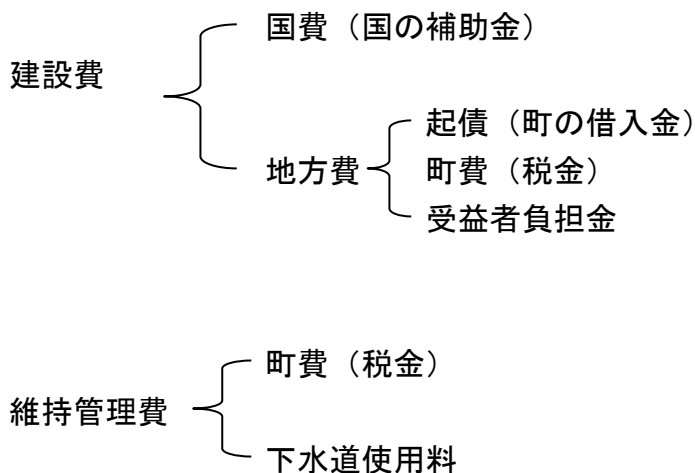 建設費
国費（国の補助金）
地方費
起債（町の借入金）
町費（税金）
受益者負担金
維持管理費
町費（税金）
下水道使用料